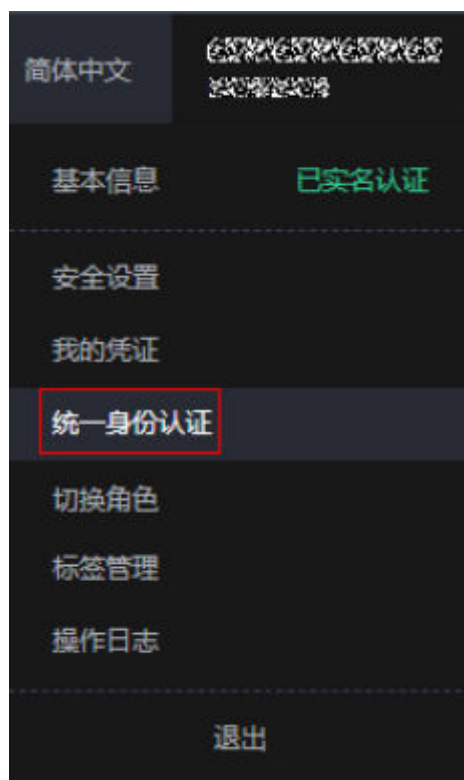 简体中文
基本信息 已实名认证
安全设置
我的凭证
统一身份认证
切换角色
标签管理
操作日志
退出